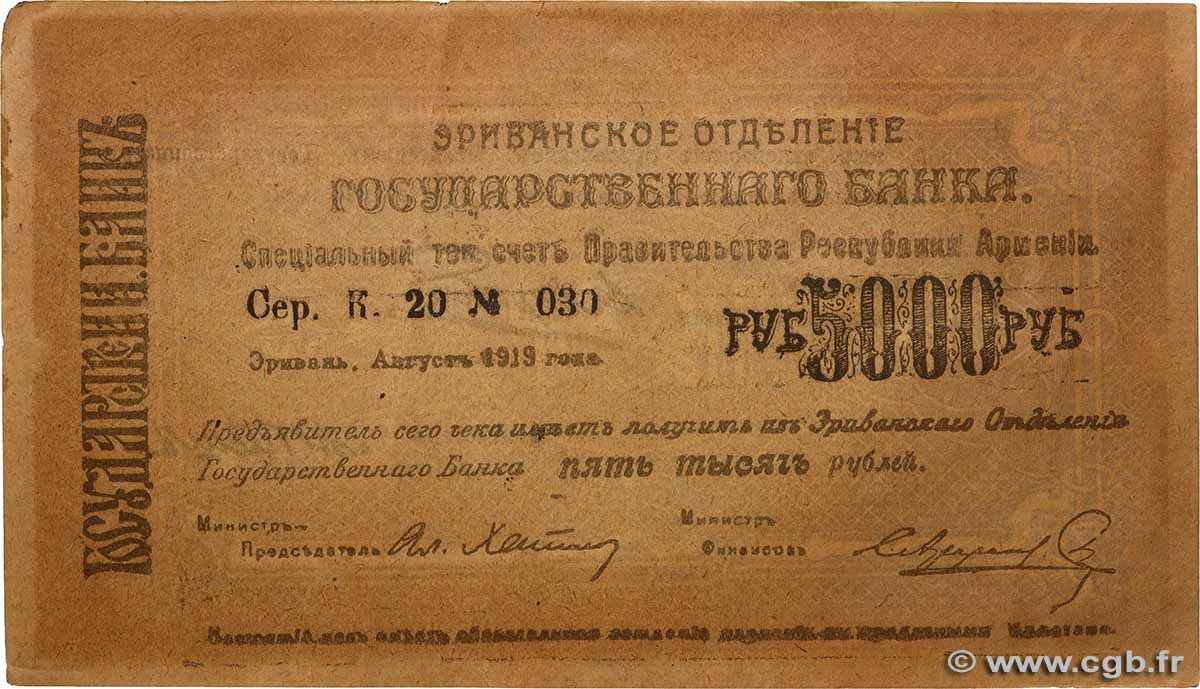 ГОСУДАРСТВЕН. БАНКЪ
ЭРИВАНСКОЕ ОТДѢЛЕНІЕ
ГОСУДАРСТВЕННАГО БАНКА.
Спеціальный тек счетъ Правительства Республики Арменіи.
Сер. К. 20 № 030
РУБ 5000 РУБ
Эривань. Августъ 1919 года.
Предъявитель сего чека имѣетъ получить изъ Эриванскаго Отдѣленія
Государственнаго Банка ПЯТЬ ТЫСЯЧЪ рублей.
Министръ-
Предсѣдатель Ал.
Министръ
Финансовъ
© www.cgb.fr